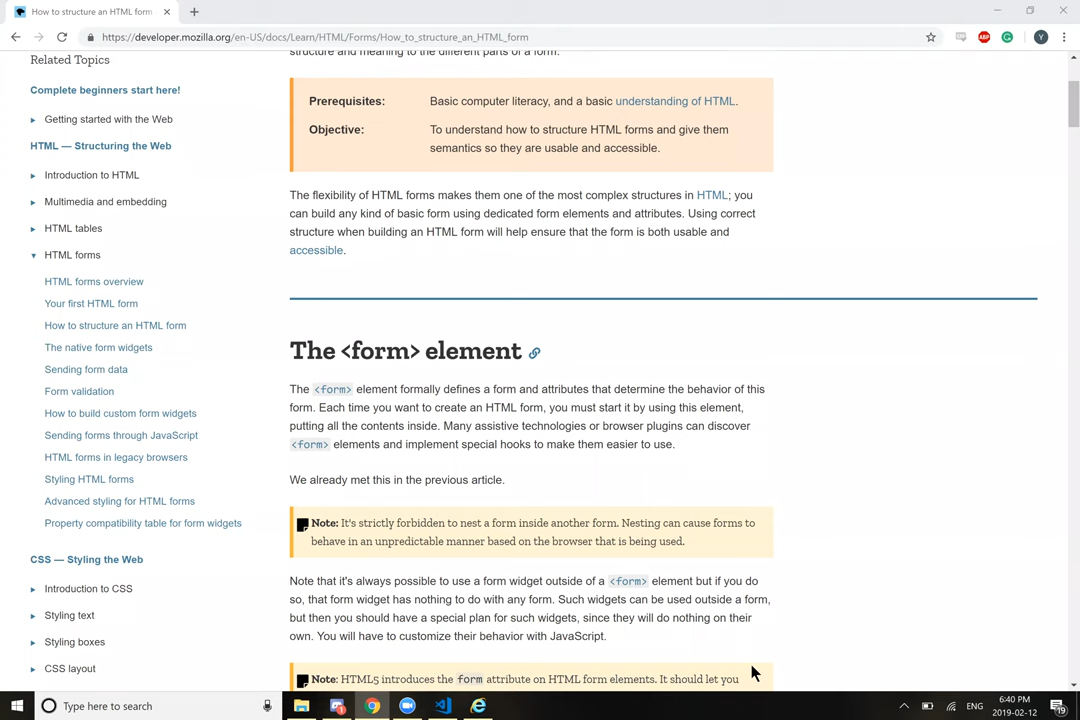 How to structure an HTML form
https://developer.mozilla.org/en-US/docs/Learn/HTML/Forms/How_to_structure_an_HTML_form
ABP
Y
Related Topics
Complete beginners start here!
Getting started with the Web
HTML — Structuring the Web
Introduction to HTML
Multimedia and embedding
HTML tables
HTML forms
HTML forms overview
Your first HTML form
How to structure an HTML form
The native form widgets
Sending form data
Form validation
How to build custom form widgets
Sending forms through JavaScript
HTML forms in legacy browsers
Styling HTML forms
Advanced styling for HTML forms
Property compatibility table for form widgets
CSS — Styling the Web
Introduction to CSS
Styling text
Styling boxes
CSS layout
structure and meaning to the different parts of a form.
Prerequisites: Basic computer literacy, and a basic understanding of HTML.
Objective: To understand how to structure HTML forms and give them
semantics so they are usable and accessible.
The flexibility of HTML forms makes them one of the most complex structures in HTML; you
can build any kind of basic form using dedicated form elements and attributes. Using correct
structure when building an HTML form will help ensure that the form is both usable and
accessible.
The <form> element
The <form> element formally defines a form and attributes that determine the behavior of this
form. Each time you want to create an HTML form, you must start it by using this element,
putting all the contents inside. Many assistive technologies or browser plugins can discover
<form> elements and implement special hooks to make them easier to use.
We already met this in the previous article.
Note: It's strictly forbidden to nest a form inside another form. Nesting can cause forms to
behave in an unpredictable manner based on the browser that is being used.
Note that it's always possible to use a form widget outside of a <form> element but if you do
so, that form widget has nothing to do with any form. Such widgets can be used outside a form,
but then you should have a special plan for such widgets, since they will do nothing on their
own. You will have to customize their behavior with JavaScript.
Note: HTML5 introduces the form attribute on HTML form elements. It should let you
Type here to search
ENG
6:40 PM
2019-02-12
19